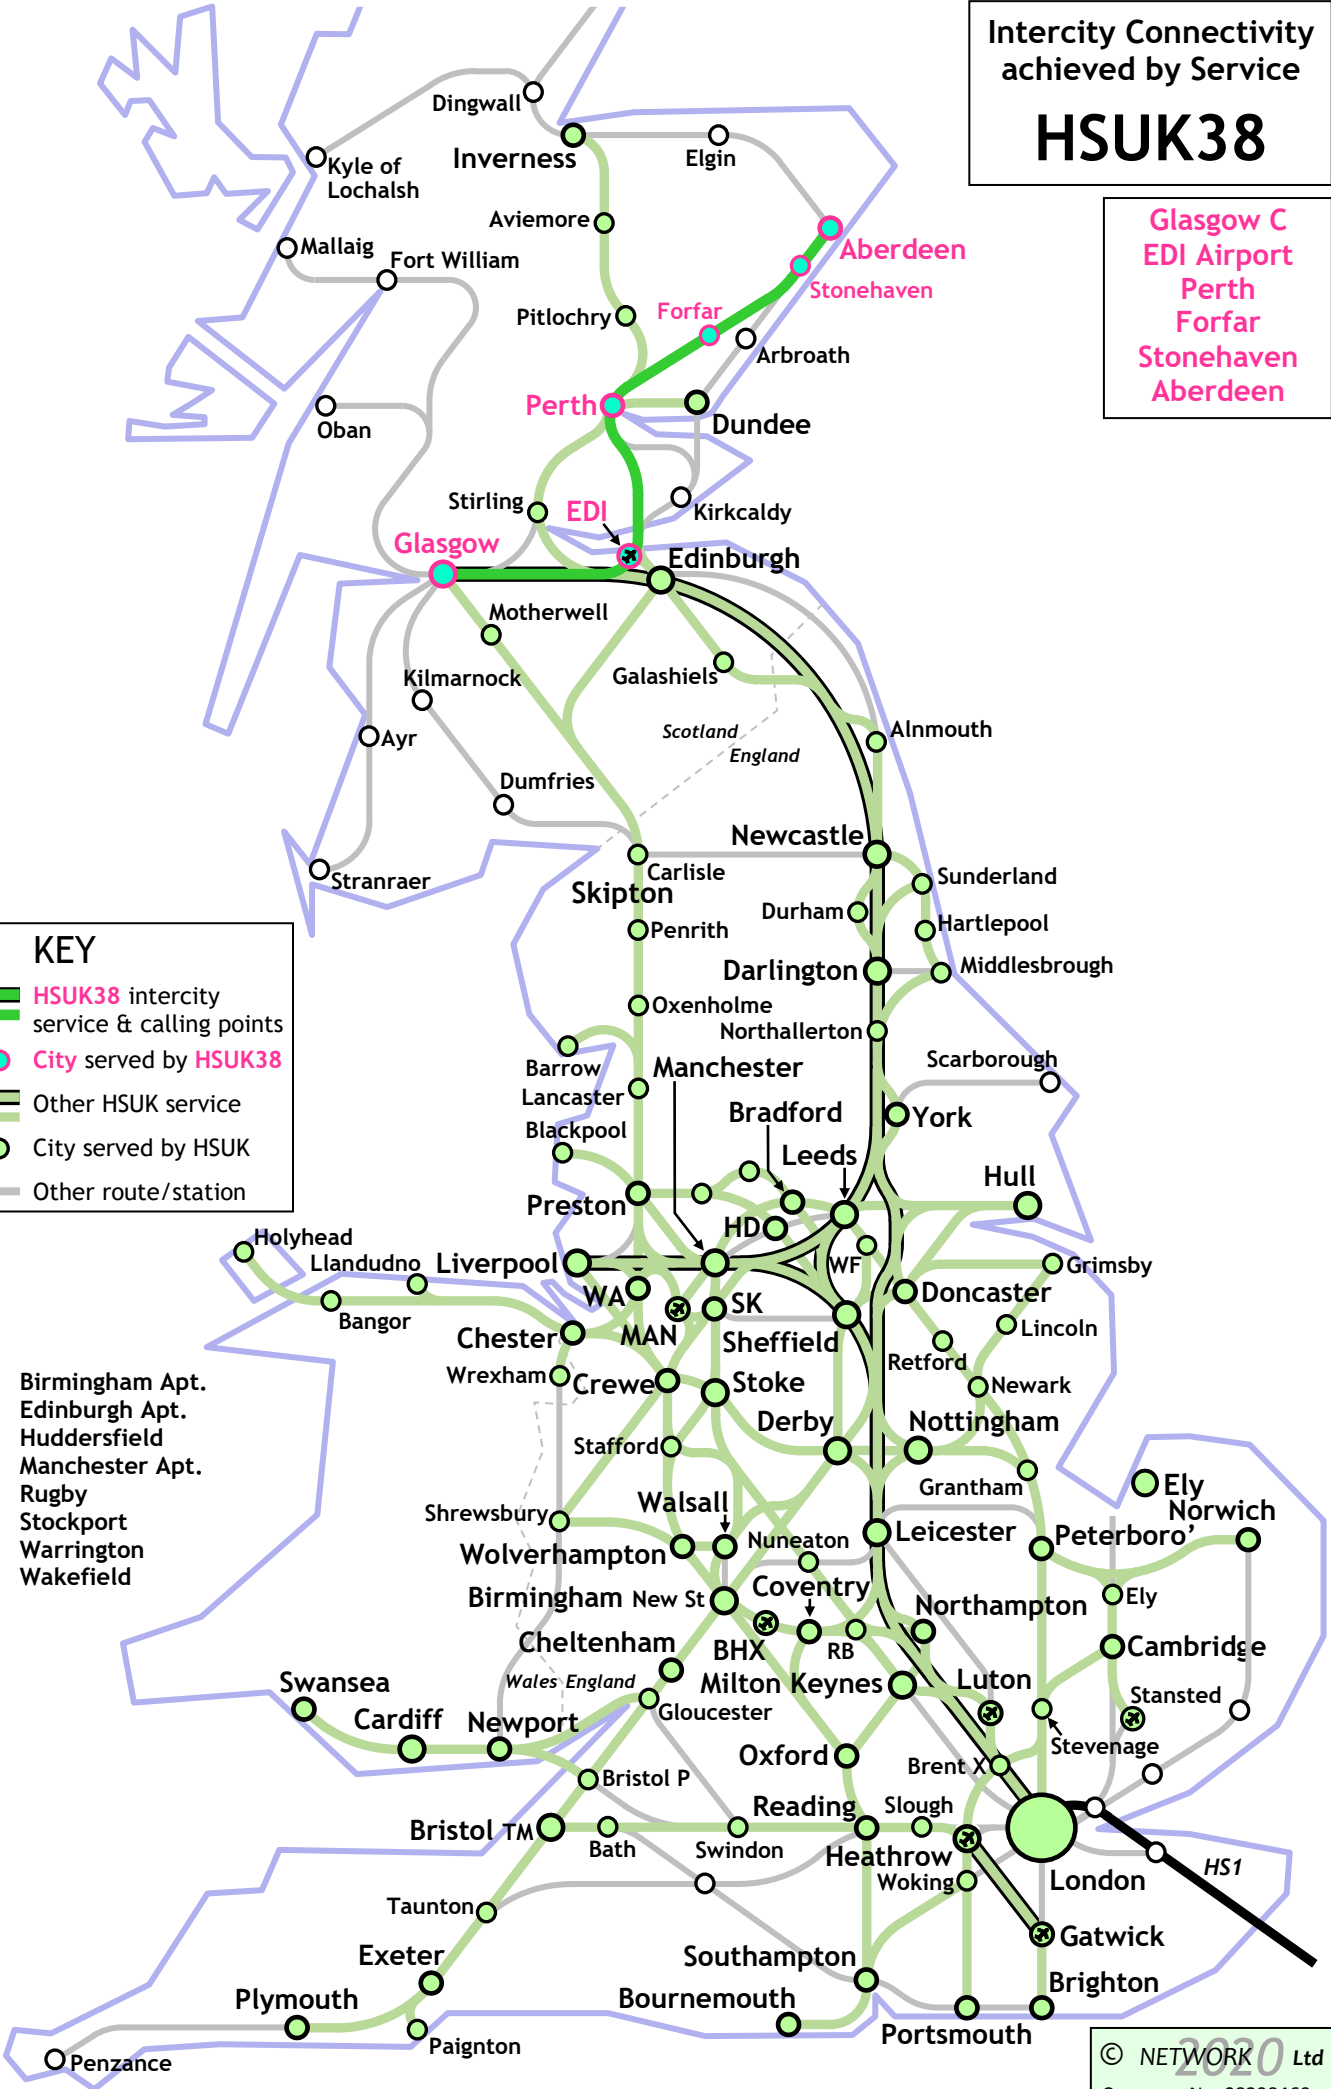 Intercity Connectivity
achieved by Service
HSUK38
Glasgow C
EDI Airport
Perth
Forfar
Stonehaven
Aberdeen
Dingwall
Inverness
Elgin
Kyle of
Lochalsh
Aviemore
Mallaig
Fort William
Aberdeen
Stonehaven
Pitlochry
Forfar
Arbroath
Perth
Oban
Dundee
Stirling
EDI
Kirkcaldy
Glasgow
Edinburgh
Motherwell
Kilmarnock
Galashiels
Scotland
England
Alnmouth
Ayr
Dumfries
Newcastle
Carlisle
Stranraer
Skipton
Sunderland
Durham
Hartlepool
Penrith
Darlington
Middlesbrough
KEY
HSUK38 intercity
service & calling points
City served by HSUK38
Other HSUK service
City served by HSUK
Other route/station
Oxenholme
Northallerton
Barrow
Manchester
Scarborough
Lancaster
Bradford
York
Blackpool
Leeds
Preston
HD
Hull
Holyhead
Llandudno
Liverpool
WF
Grimsby
Bangor
WA
MAN
SK
Doncaster
Chester
Sheffield
Lincoln
Retford
Wrexham
Crewe
Stoke
Newark
Birmingham Apt.
Edinburgh Apt.
Huddersfield
Manchester Apt.
Rugby
Stockport
Warrington
Wakefield
Derby
Nottingham
Stafford
Grantham
Ely
Norwich
Shrewsbury
Walsall
Nuneaton
Leicester
Peterboro’
Wolverhampton
Coventry
Birmingham New St
Ely
Northampton
BHX
RB
Cheltenham
Cambridge
Wales England
Milton Keynes
Luton
Swansea
Stansted
Cardiff
Newport
Gloucester
Stevenage
Oxford
Brent X
Bristol P
Reading
Slough
Bristol TM
Bath
Swindon
Heathrow
HS1
Woking
London
Taunton
Gatwick
Exeter
Southampton
Brighton
Plymouth
Bournemouth
Portsmouth
Paignton
Penzance
© NETWORK 2020 Ltd